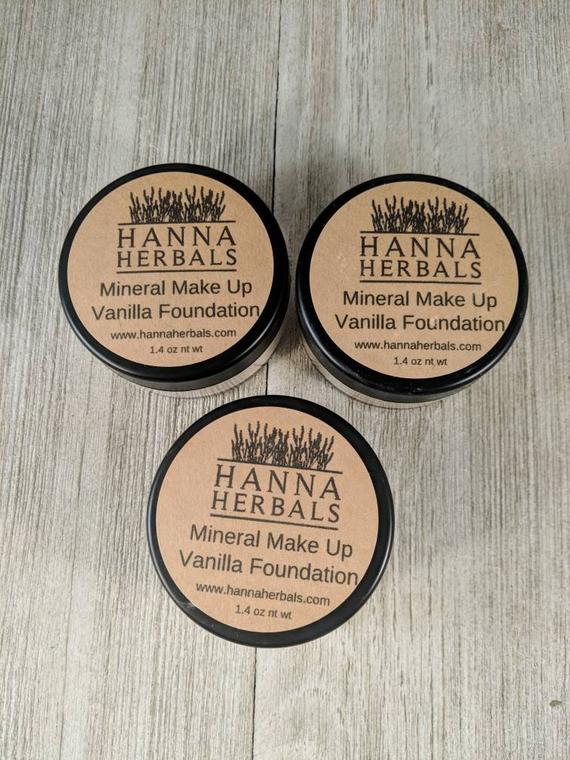 HANNA
HERBALS
Mineral Make Up
Vanilla Foundation
www.hannaherbals.com
1.4 oz nt wt
HANNA
HERBALS
Mineral Make Up
Vanilla Foundation
www.hannaherbals.com
1.4 oz nt wt
HANNA
HERBALS
Mineral Make Up
Vanilla Foundation
www.hannaherbals.com
1.4 oz nt wt